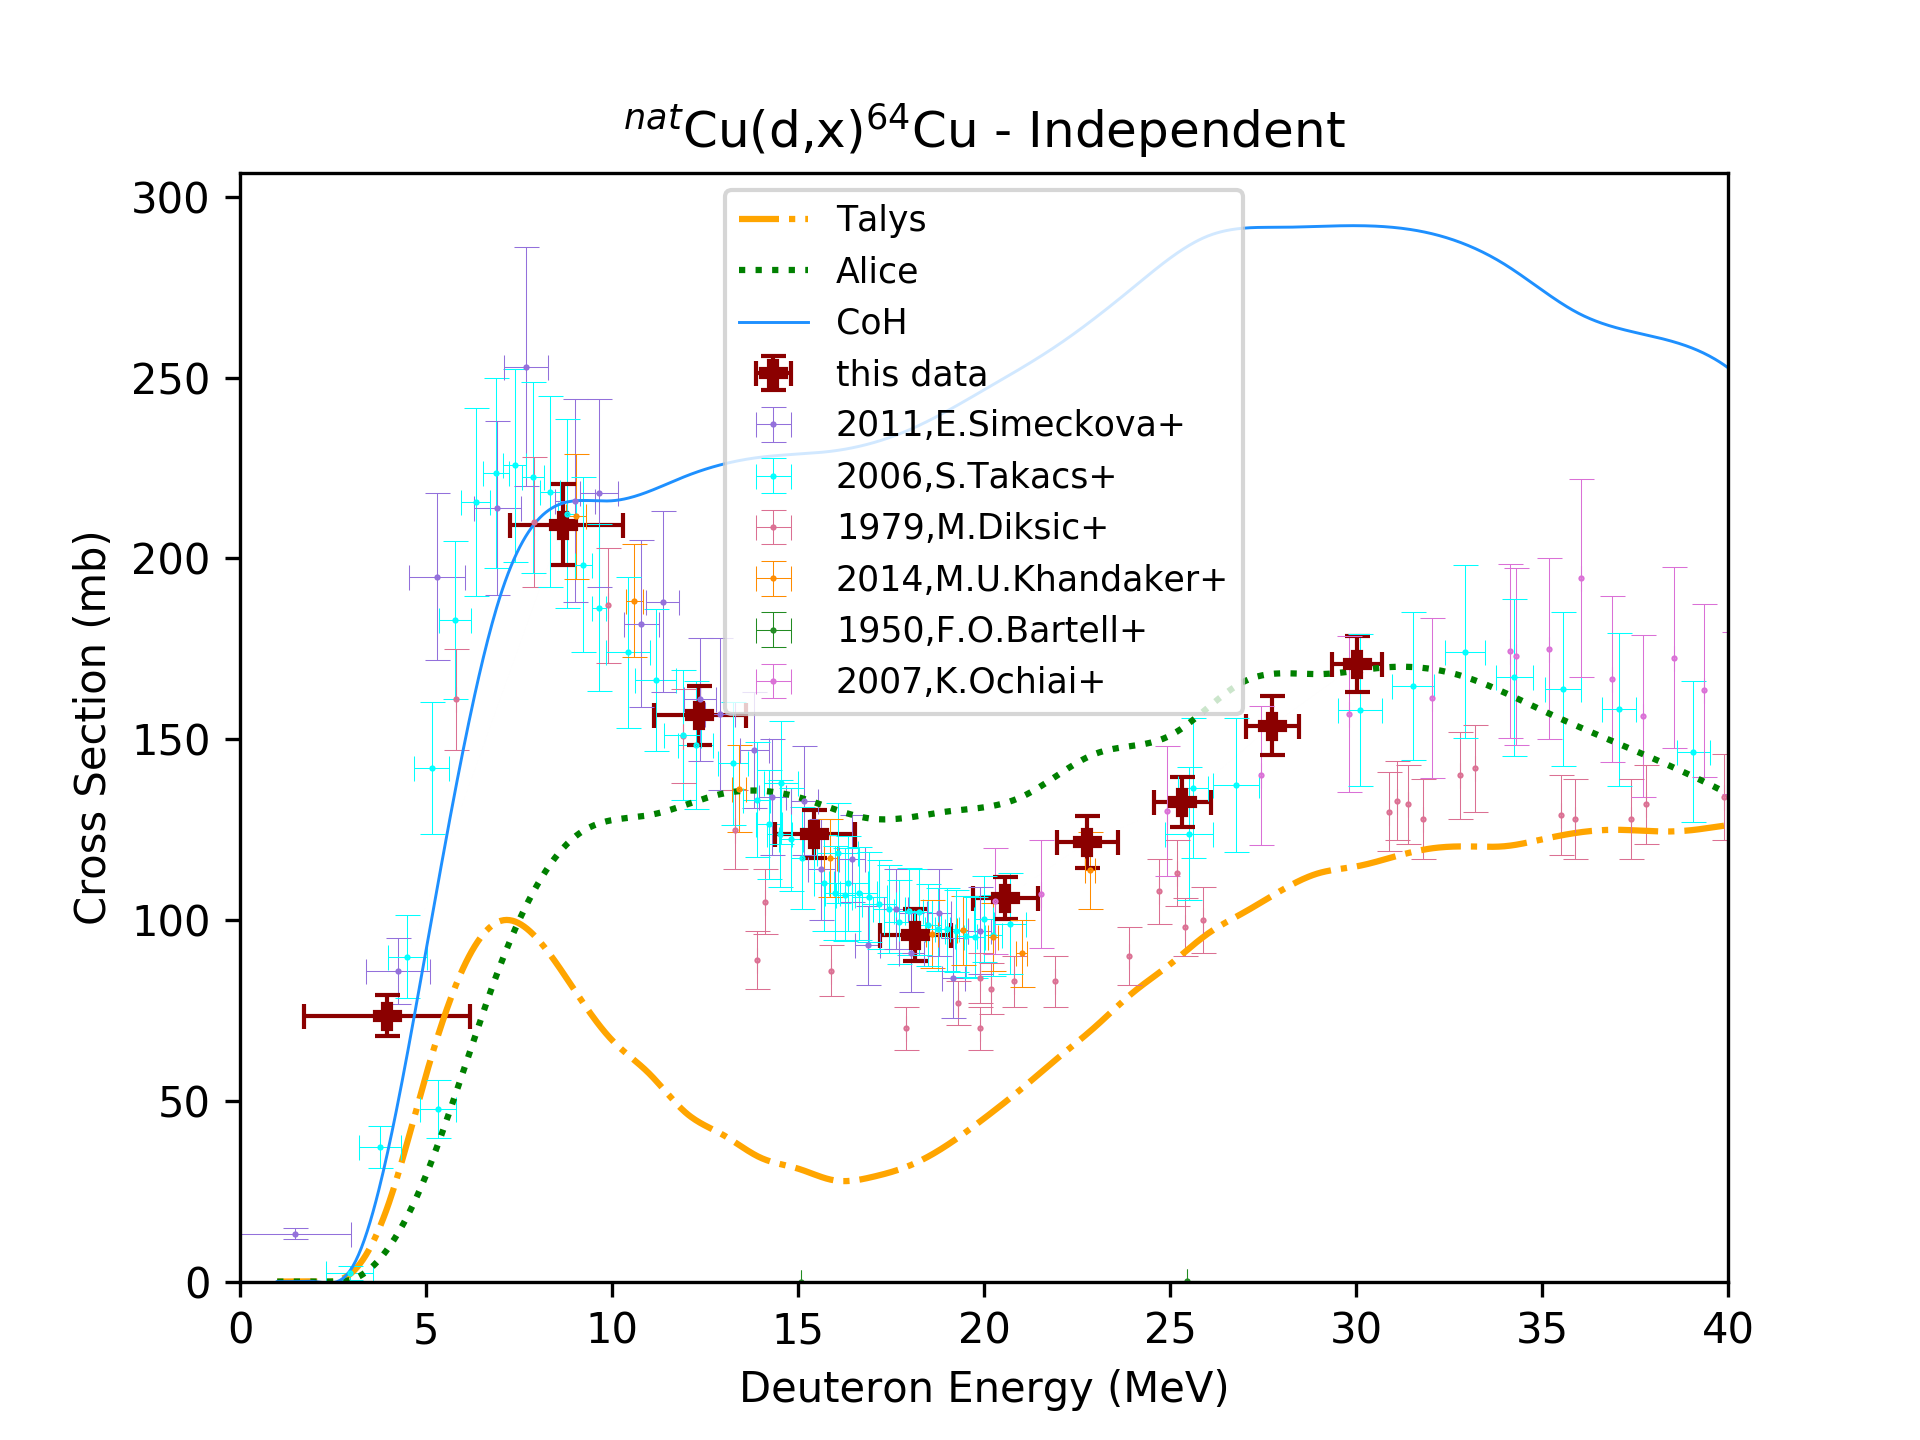 natCu(d,x)64Cu - Independent
Talys
Alice
CoH
this data
2011,E.Simeckova+
2006,S.Takacs+
1979,M.Diksic+
2014,M.U.Khandaker+
1950,F.O.Bartell+
2007,K.Ochiai+
300
250
200
150
100
50
0
Cross Section (mb)
0 5 10 15 20 25 30 35 40
Deuteron Energy (MeV)